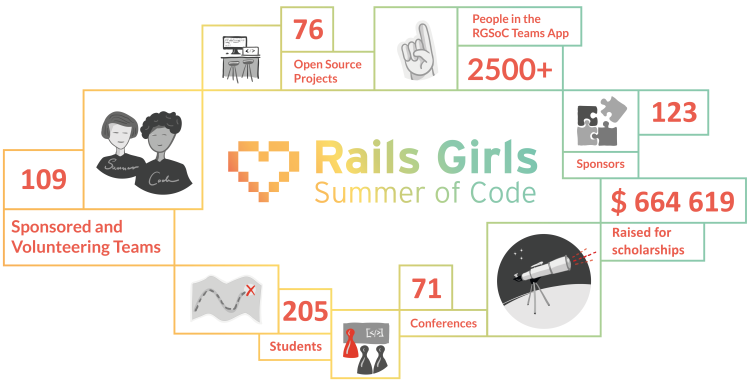 76
Open Source
Projects
People in the
RGSoC Teams App
2500+
123
Sponsors
$ 664 619
Raised for
scholarships
71
Conferences
[</>]
205
Students
109
Sponsored and
Volunteering Teams
Summer
Code
Rails Girls
Summer of Code